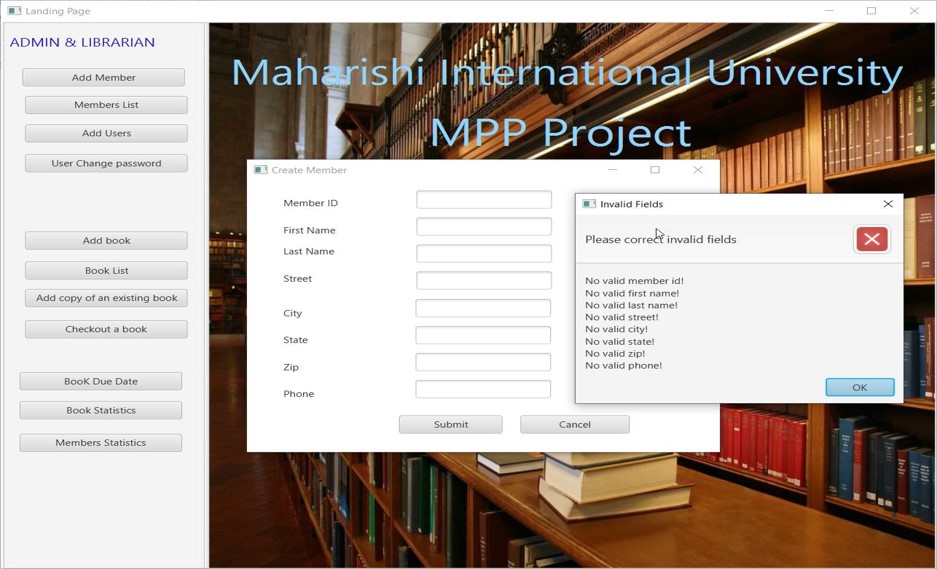 Landing Page
ADMIN & LIBRARIAN
Add Member
Members List
Add Users
User Change password
Add book
Book List
Add copy of an existing book
Checkout a book
BooK Due Date
Book Statistics
Members Statistics
Maharishi International University
MPP Project
Create Member
Member ID
First Name
Last Name
Street
City
State
Zip
Phone
Submit
Cancel
Invalid Fields
Please correct invalid fields
No valid member id!
No valid first name!
No valid last name!
No valid street!
No valid city!
No valid state!
No valid zip!
No valid phone!
OK